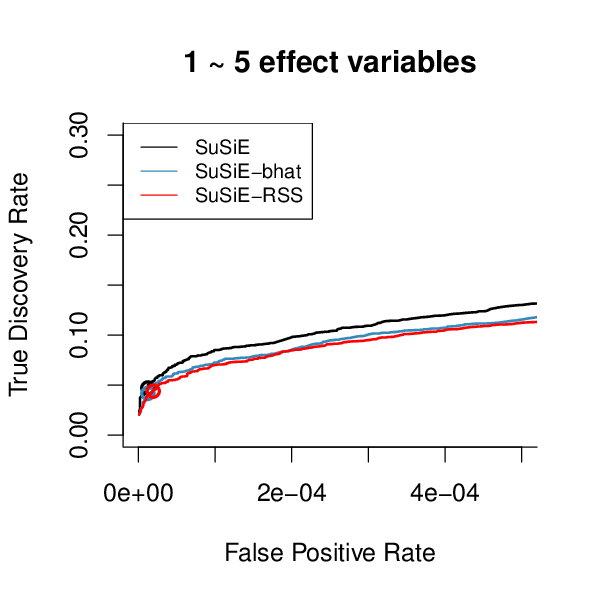 1 ~ 5 effect variables
SuSiE
SuSiE−bhat
SuSiE−RSS
True Discovery Rate
0.30
0.20
0.10
0.00
0e+00 2e−04 4e−04
False Positive Rate